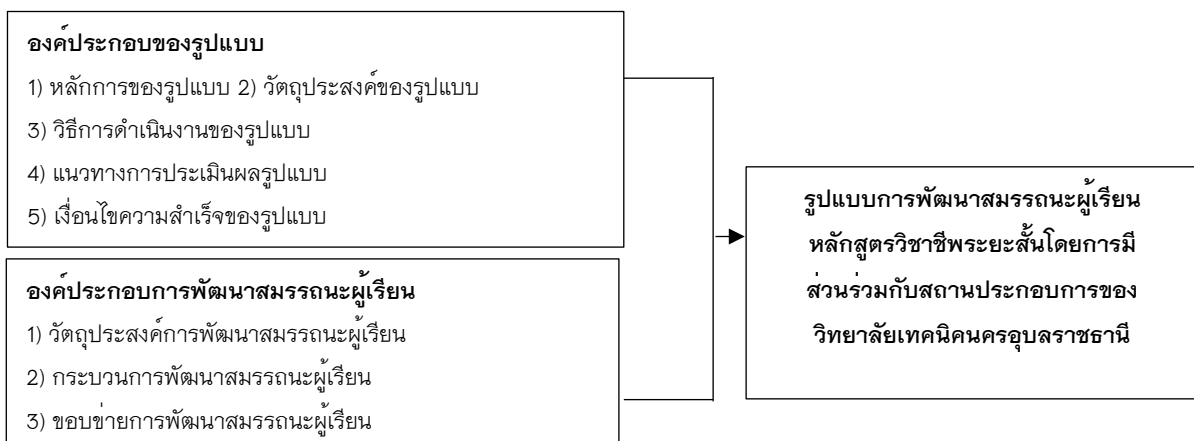 องค์ประกอบของรูปแบบ
1) หลักการของรูปแบบ 2) วัตถุประสงค์ของรูปแบบ
3) วิธีการดำเนินงานของรูปแบบ
4) แนวทางการประเมินผลรูปแบบ
5) เงื่อนไขความสำเร็จของรูปแบบ
องค์ประกอบการพัฒนาสมรรถนะผู้เรียน
1) วัตถุประสงค์การพัฒนาสมรรถนะผู้เรียน
2) กระบวนการพัฒนาสมรรถนะผู้เรียน
3) ขอบข่ายการพัฒนาสมรรถนะผู้เรียน
รูปแบบการพัฒนาสมรรถนะผู้เรียน
หลักสูตรวิชาชีพระยะสั้นโดยการมี
ส่วนร่วมกับสถานประกอบการของ
วิทยาลัยเทคนิคนครอุบลราชธานี